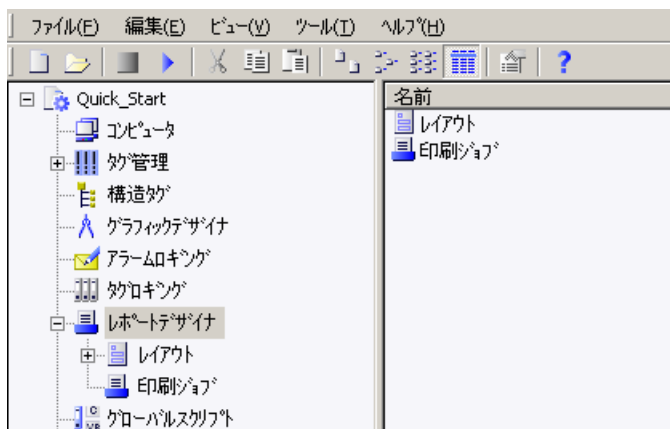 ファイル(F) 編集(E) ビュー(V) ツール(T) ヘルプ(H)
?
Quick_Start
コンピュータ
タグ管理
構造タグ
グラフィックデザイナ
アラームロギング
タグロギング
レポートデザイナ
レイアウト
印刷ジョブ
グローバルスクリプト
名前
レイアウト
印刷ジョブ